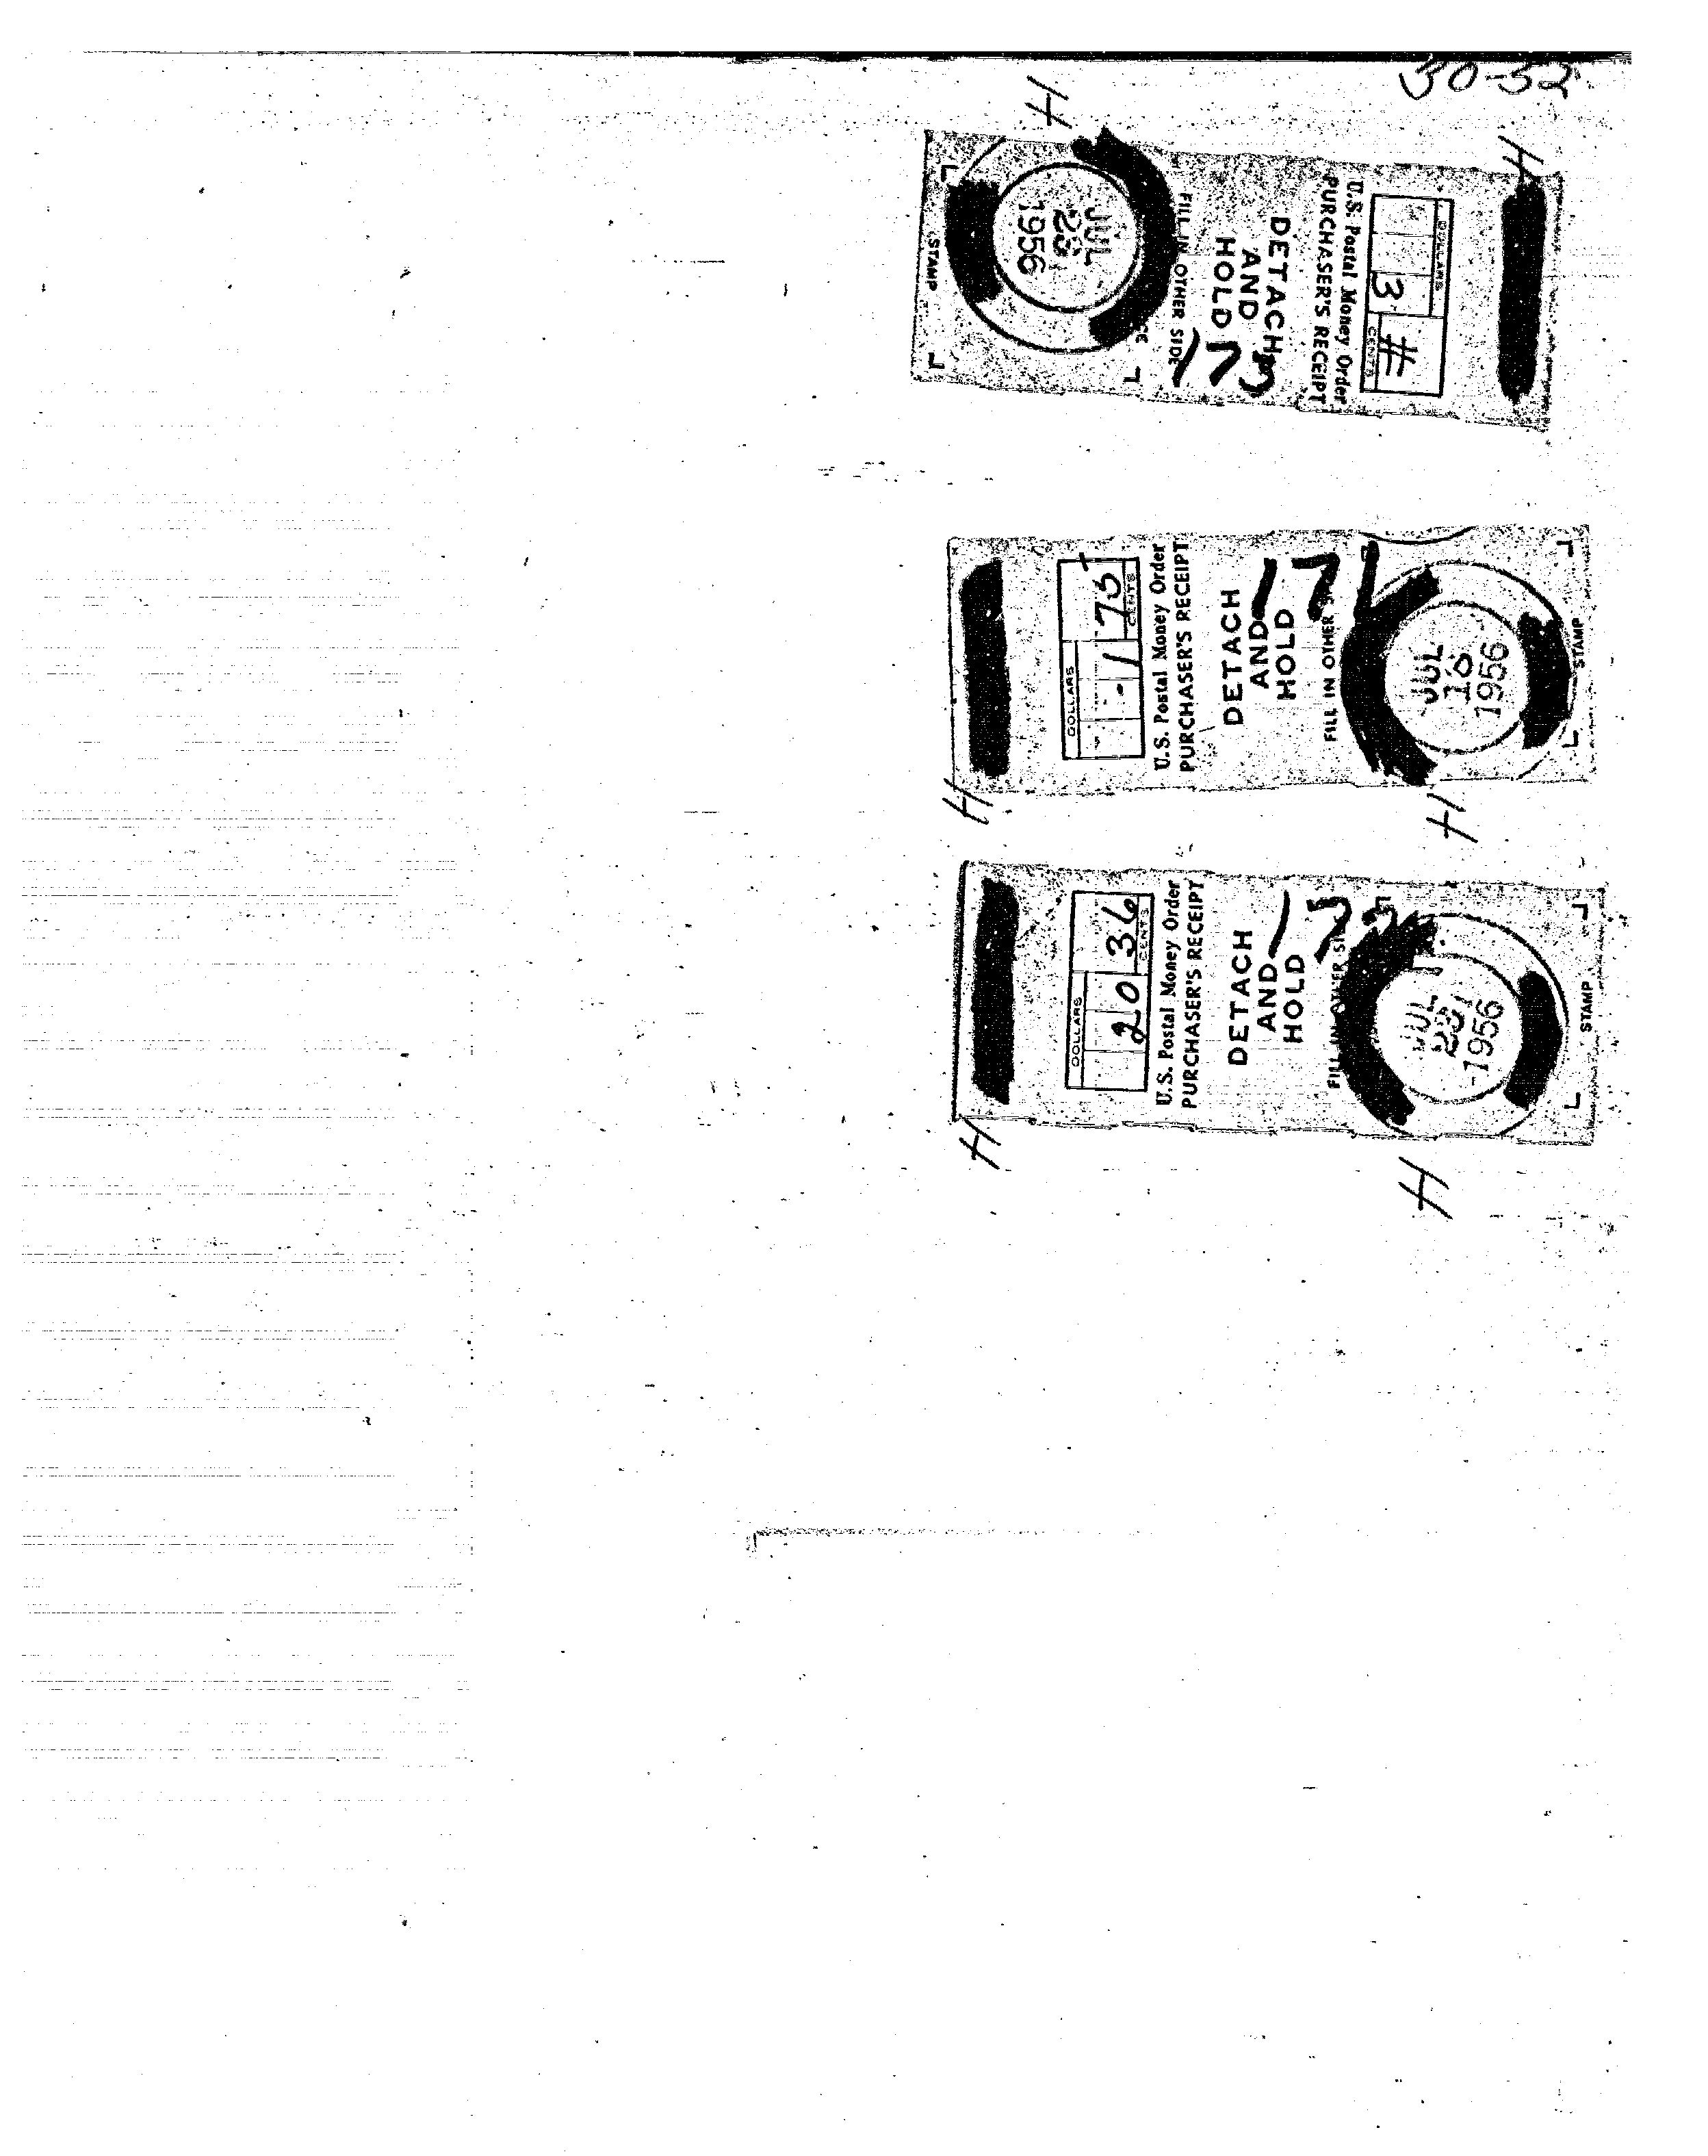 30-32
H
H
DOLLARS
CENTS
3 #
U.S. Postal Money Order
PURCHASER'S RECEIPT
DETACH
AND
HOLD
173
FILL IN OTHER SIDE
JUL
23
1956
STAMP
DOLLARS
CENTS
1 75
U.S. Postal Money Order
PURCHASER'S RECEIPT
DETACH
AND
HOLD
171
FILL IN OTHER
JUL
18
1956
STAMP
H
H
DOLLARS
CENTS
20 36
U.S. Postal Money Order
PURCHASER'S RECEIPT
DETACH
AND
HOLD
172
FILL IN OTHER SI
JUL
23
1956
STAMP
H
H